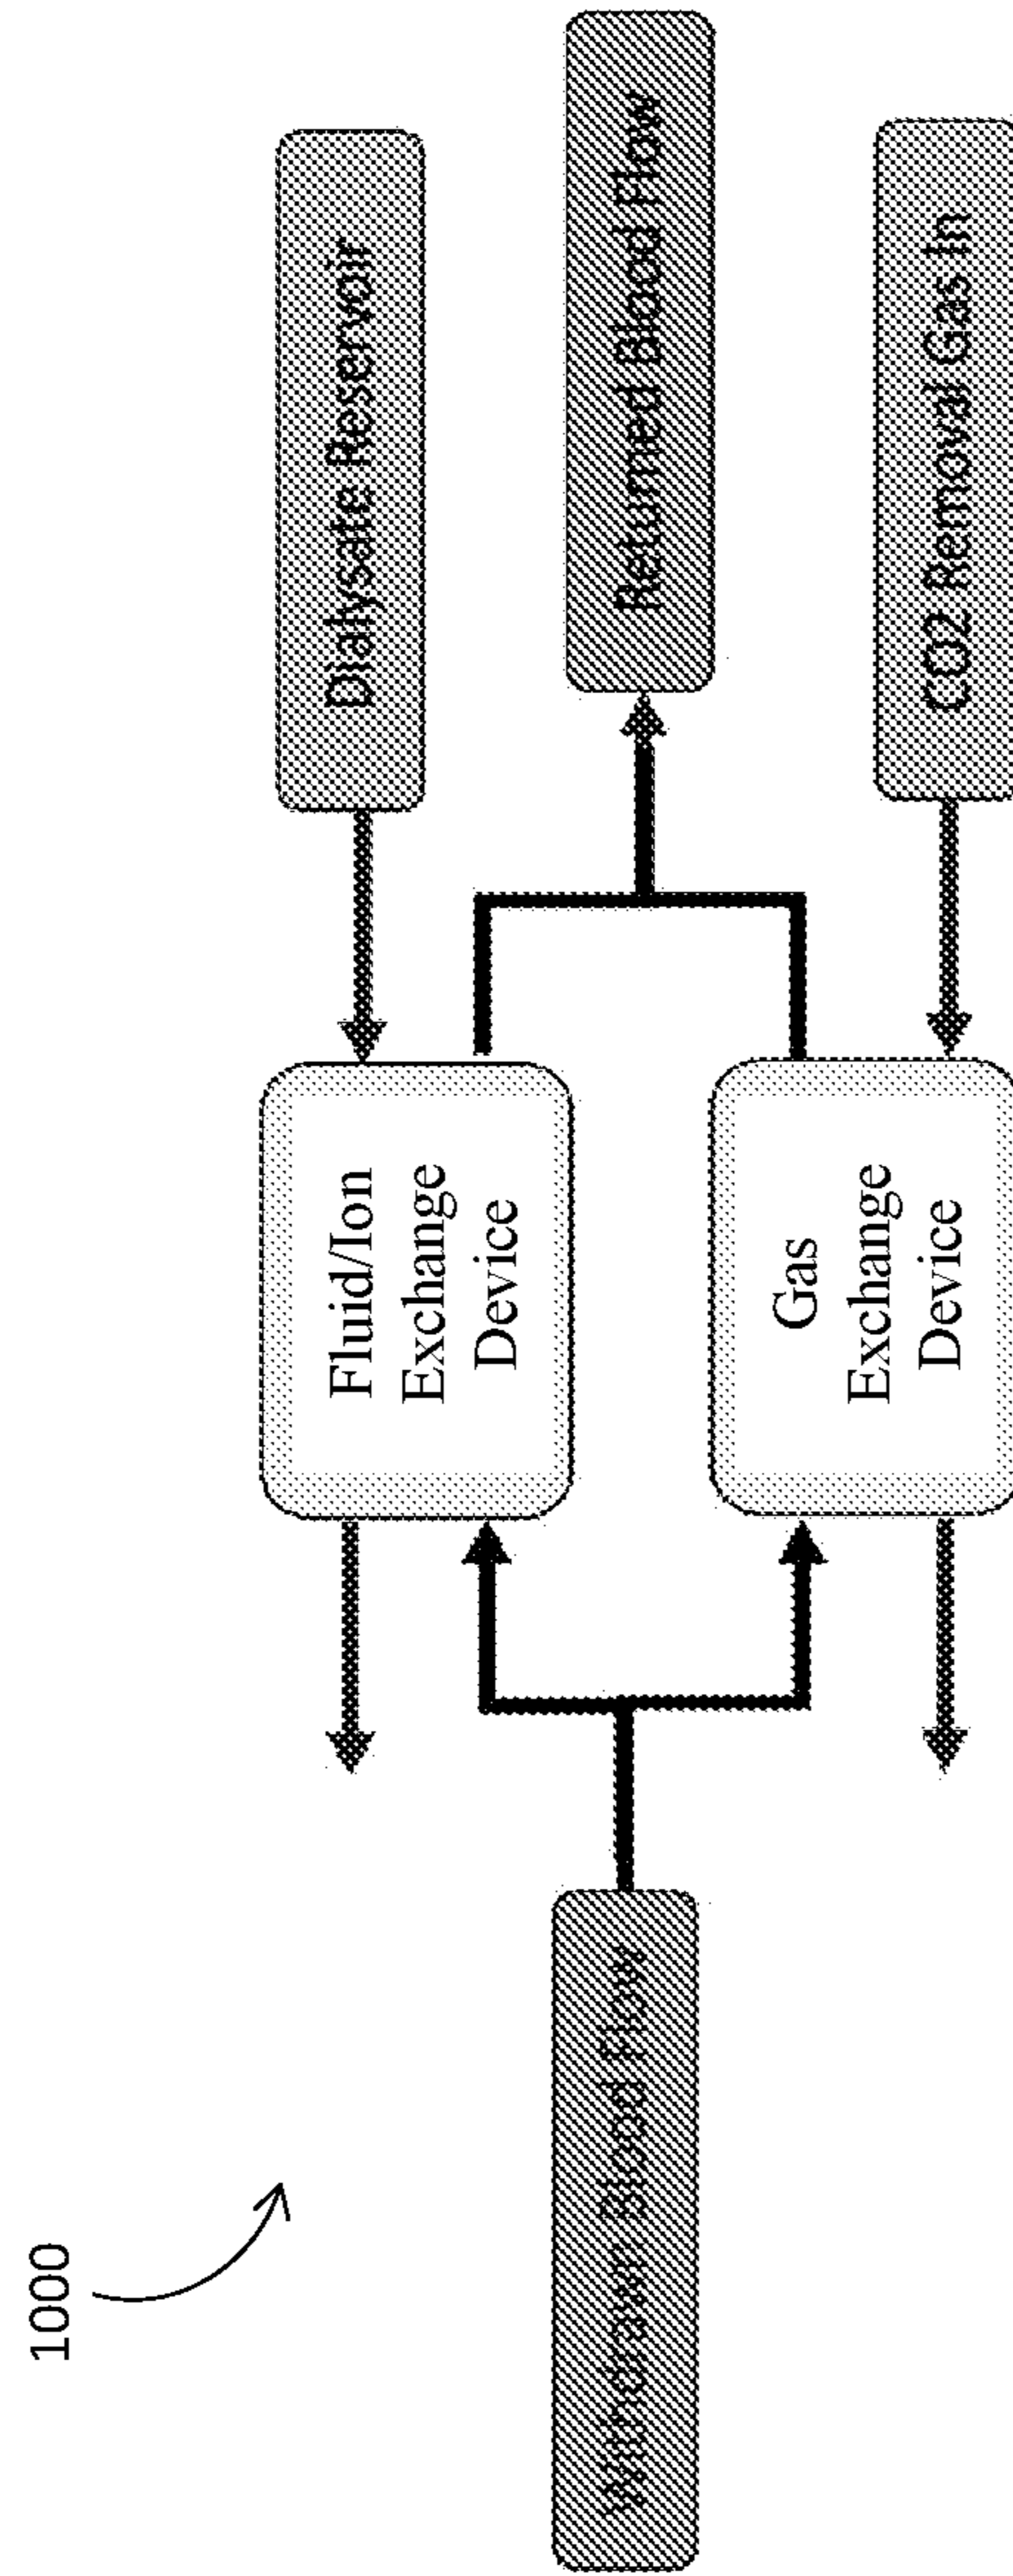 1000
Dialysate Reservoir
Fluid/Ion
Exchange
Device
Withdrawn Blood Flow
Returned Blood Flow
Gas
Exchange
Device
CO2 Removal Gas In